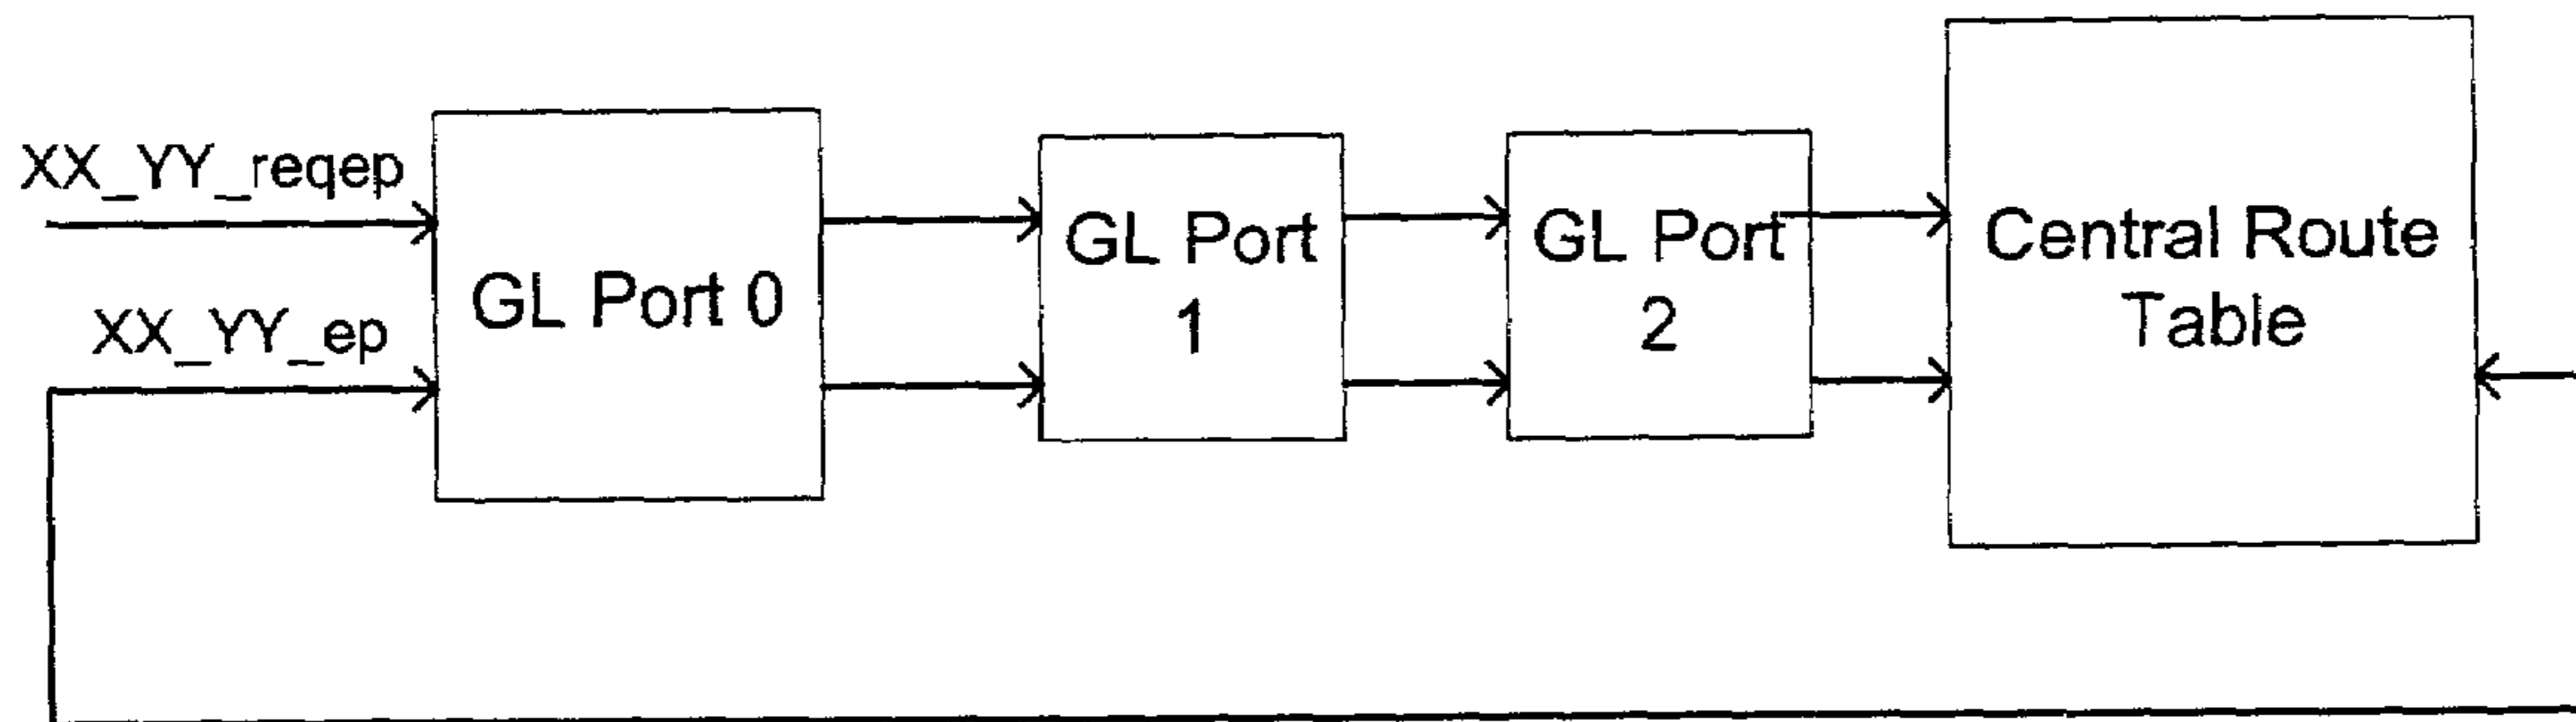 XX_YY_reqep
XX_YY_ep
GL Port 0
GL Port
1
GL Port
2
Central Route
Table